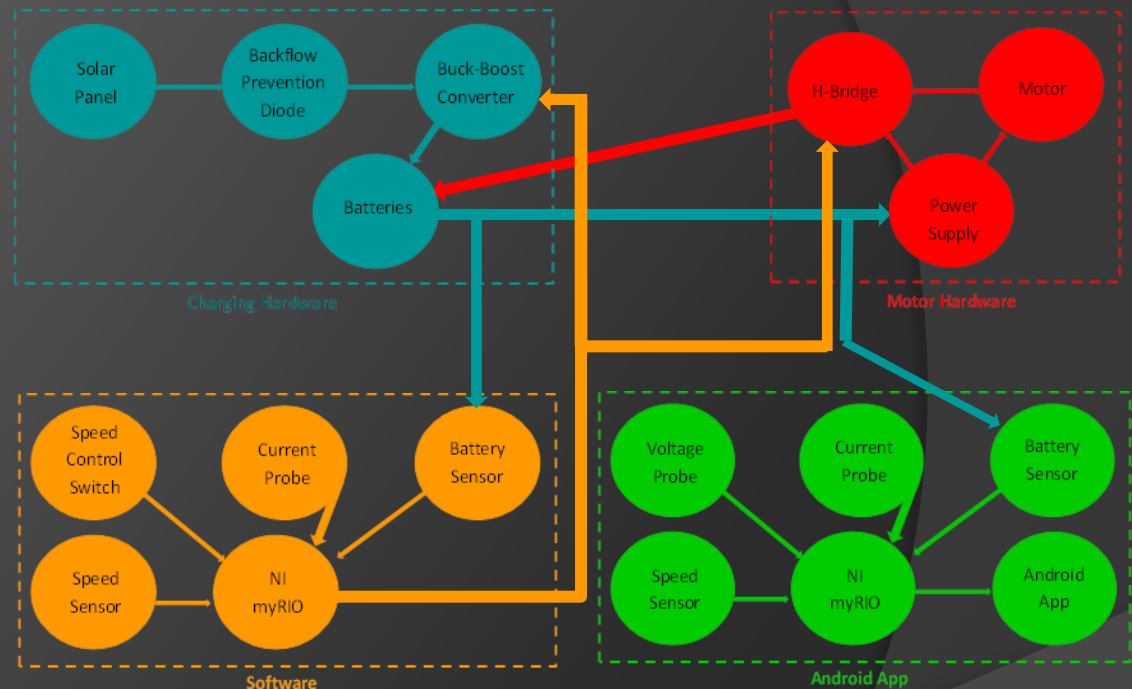 Solar
Panel
Backflow
Prevention
Diode
Buck-Boost
Converter
Batteries
Charging Hardware
H-Bridge
Motor
Power
Supply
Motor Hardware
Speed
Control
Switch
Current
Probe
Battery
Sensor
Speed
Sensor
NI
myRIO
Software
Voltage
Probe
Current
Probe
Battery
Sensor
Speed
Sensor
NI
myRIO
Android
App
Android App